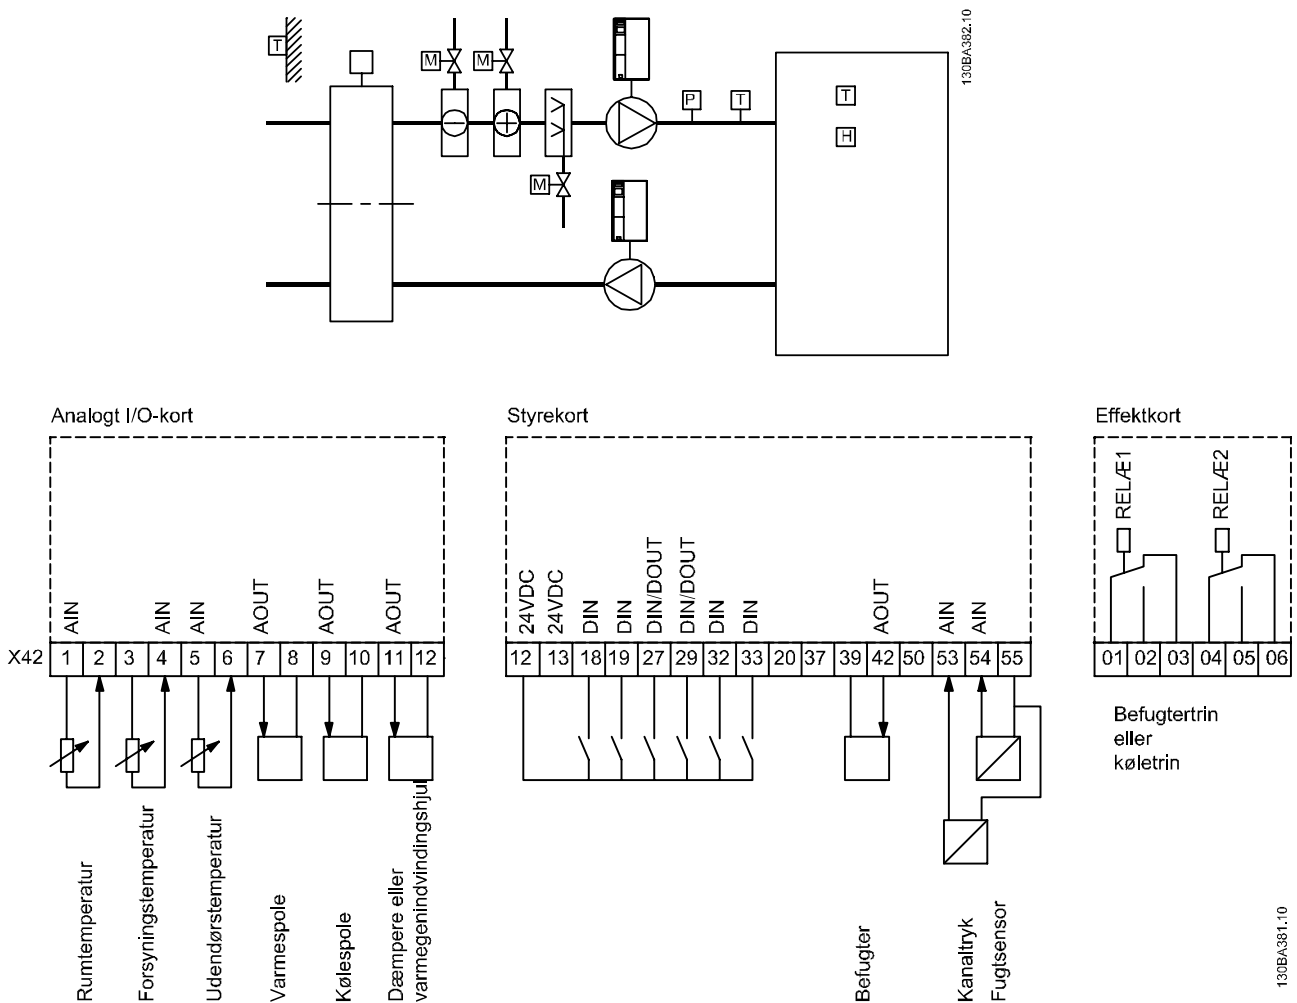 130BA382.10
T
M
M
P
T
T
H
M
Analogt I/O-kort
Styrekort
Effektkort
RELÆ1
RELÆ2
AIN
AIN
AIN
AOUT
AOUT
AOUT
24VDC
24VDC
DIN
DIN
DIN/DOUT
DIN/DOUT
DIN
DIN
AOUT
AIN
AIN
X42 1 2 3 4 5 6 7 8 9 10 11 12
12 13 18 19 27 29 32 33 20 37 39 42 50 53 54 55
01 02 03 04 05 06
Befugtertrin
eller
køletrin
Rumtemperatur
Forsyningstemperatur
Udendørstemperatur
Varmespole
Kølespole
Dæmpere eller
varmegenindvindingshjul
Befugter
Kanaltryk
Fugtsensor
130BA381.10